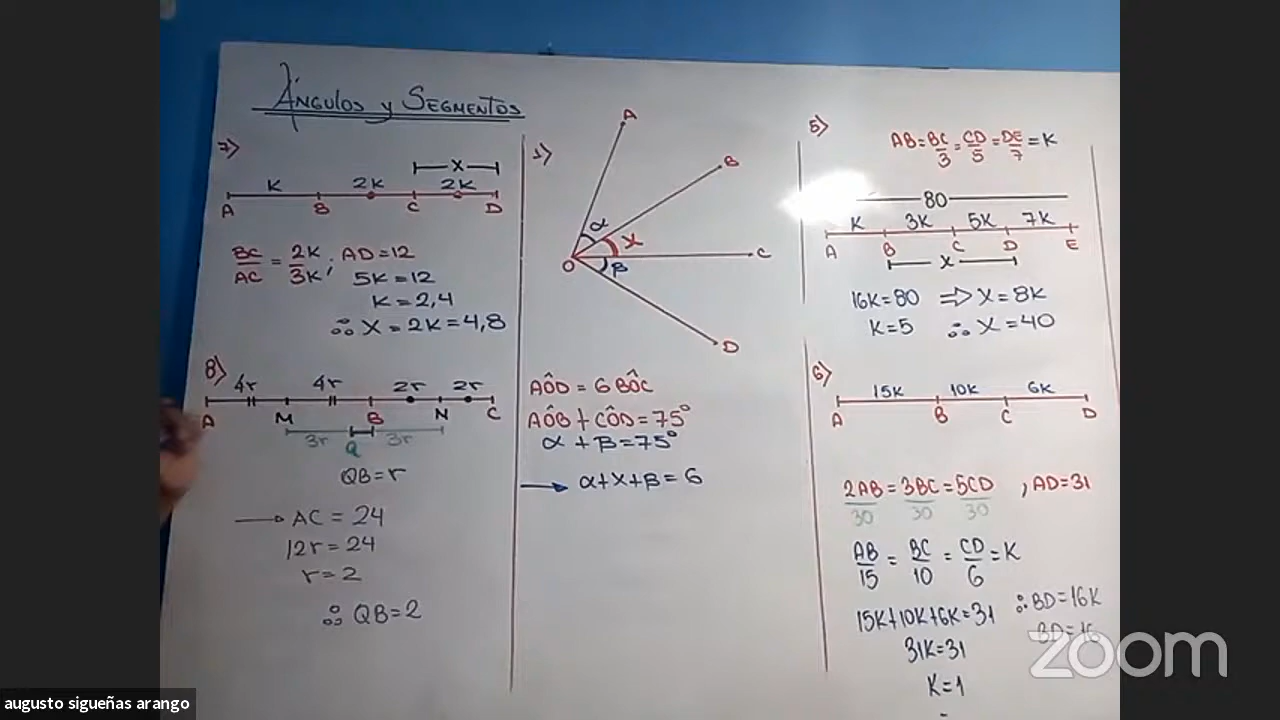 Ángulos y Segmentos
7)
x
k 2k 2k
A B C D
BC/AC = 2k/3k ; AD = 12
5k = 12
k = 2,4
∴ x = 2k = 4,8
8)
4r 4r 2r 2r
A M B N C
3r Q 3r
QB = r
→ AC = 24
12r = 24
r = 2
∴ QB = 2
1)
A
B
α x
O β C
D
AÔD = 6 BÔC
AÔB + CÔD = 75°
α + β = 75°
→ α + x + β = 6
5)
AB = BC/3 = CD/5 = DE/7 = K
80
k 3k 5k 7k
A B C D E
x
16k = 80 ⇒ x = 8k
k = 5 ∴ x = 40
6)
15k 10k 6k
A B C D
2AB/30 = 3BC/30 = 5CD/30 , AD = 31
AB/15 = BC/10 = CD/6 = K
15k + 10k + 6k = 31 ∴ BD = 16k
31k = 31 BD = 16
k = 1
zoom
augusto sigueñas arango